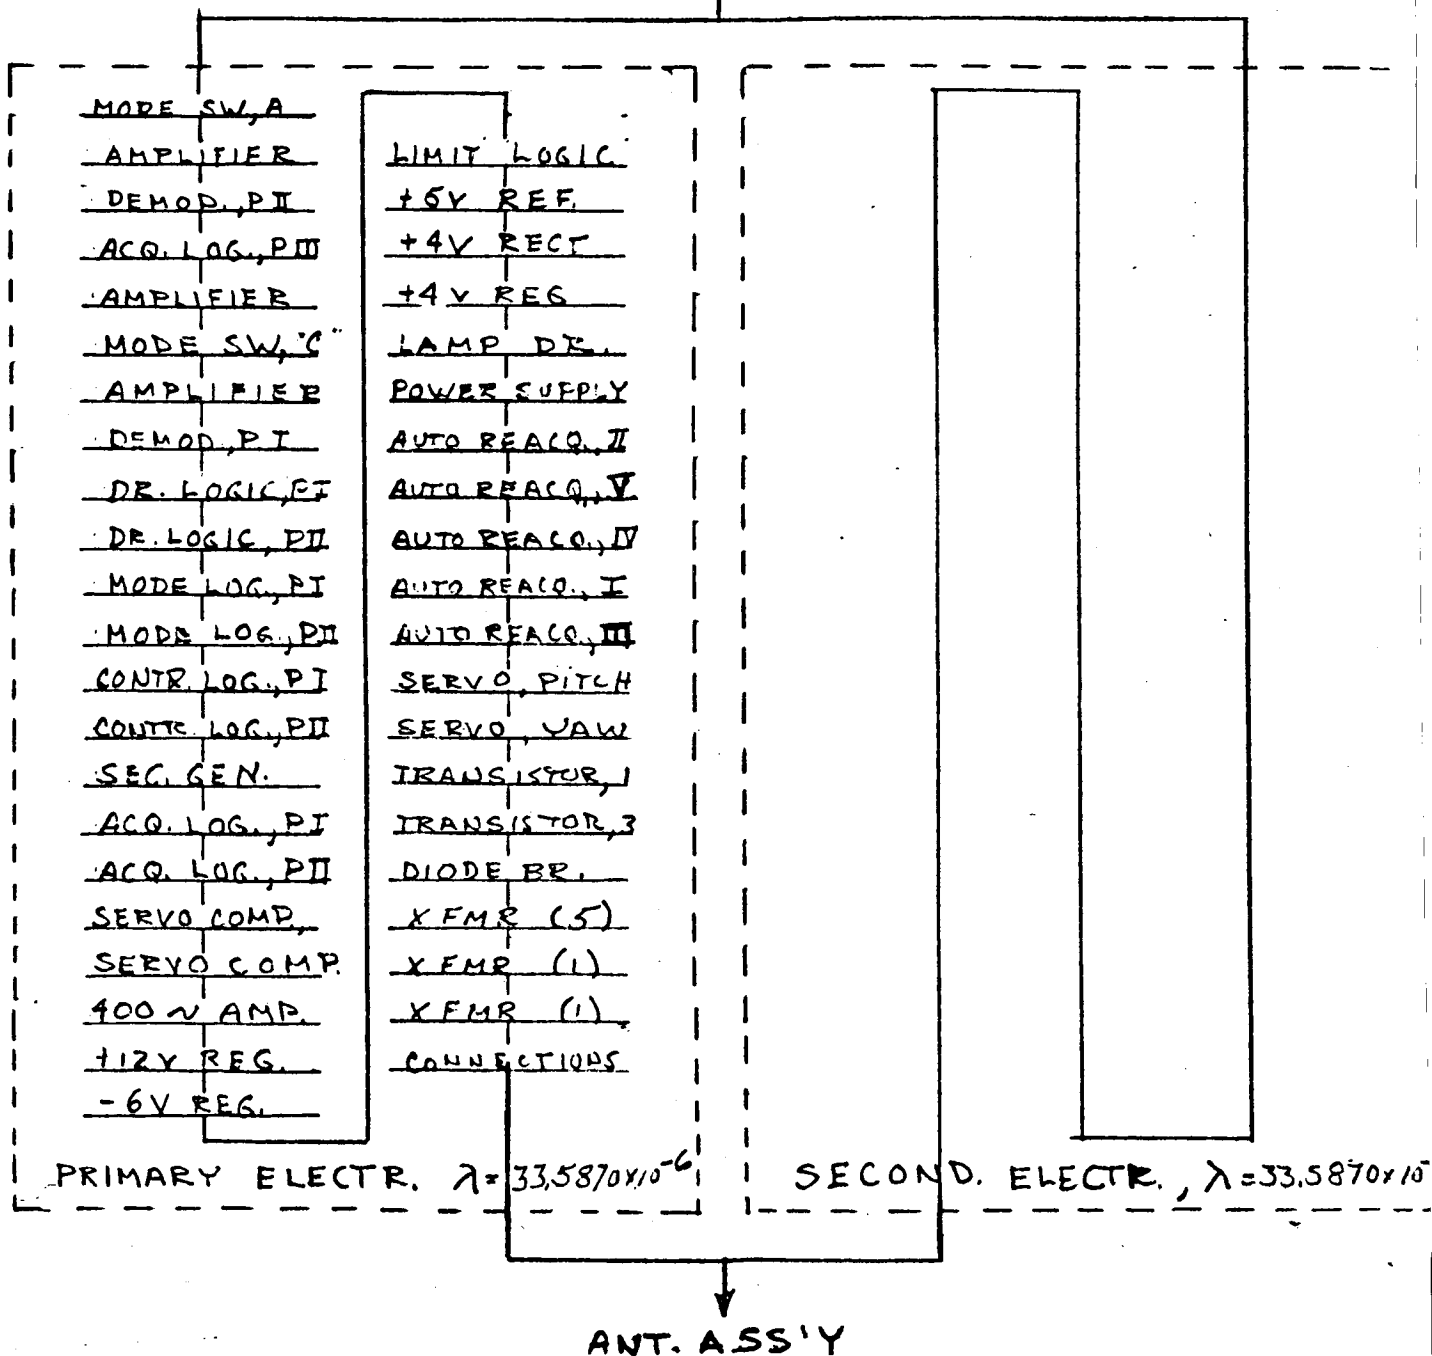 MODE SW, A
AMPLIFIER
DEMOD., P II
ACQ. LOG., P III
AMPLIFIER
MODE SW, "C"
AMPLIFIER
DEMOD, P I
DR. LOGIC, P I
DR. LOGIC, P II
MODE LOG., P I
MODE LOG., P II
CONTR. LOG., P I
CONTR. LOG., P II
SEC. GEN.
ACQ. LOG., P I
ACQ. LOG., P II
SERVO COMP.,
SERVO COMP.
400 ~ AMP.
+12V REG.
-6V REG.
LIMIT LOGIC
+6V REF.
+4V RECT
+4V REG
LAMP DR.
POWER SUPPLY
AUTO REACQ., II
AUTO REACQ., V
AUTO REACQ., IV
AUTO REACQ., I
AUTO REACQ., III
SERVO, PITCH
SERVO, YAW
TRANSISTOR, 1
TRANSISTOR, 3
DIODE BR.
XFMR (5)
XFMR (1)
XFMR (1)
CONNECTIONS
PRIMARY ELECTR. λ=33.5870x10⁻⁶
SECOND. ELECTR., λ=33.5870x10⁻
ANT. ASS'Y